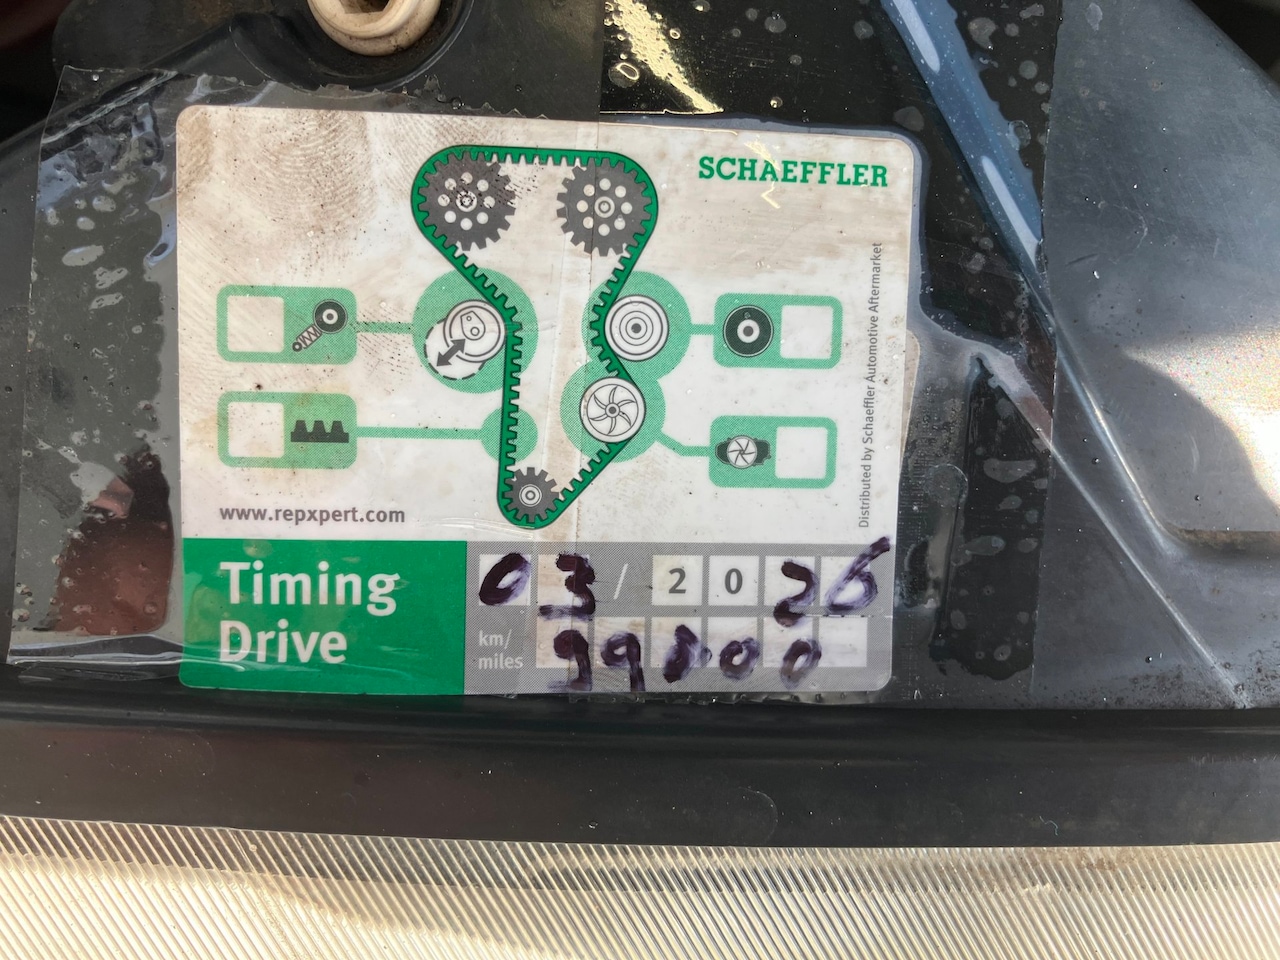 SCHAEFFLER
Distributed by Schaeffler Automotive Aftermarket
www.repxpert.com
Timing
Drive
03/2026
km/
miles
99000